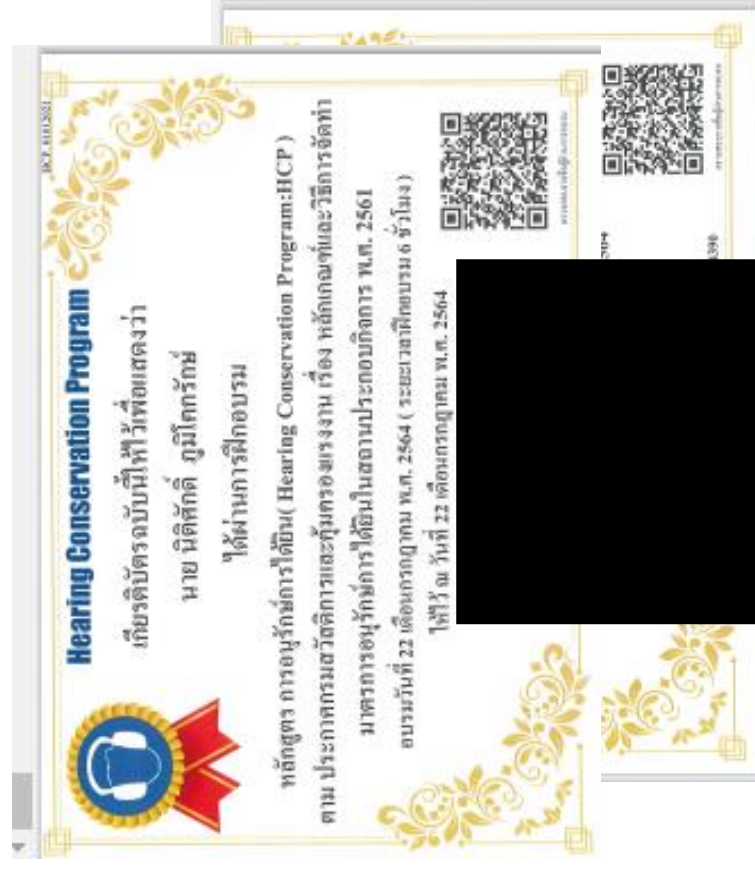 HCP_61012021
Hearing Conservation Program
เกียรติบัตรฉบับนี้ให้ไว้เพื่อแสดงว่า
นาย นิติศักดิ์ ภูมิโคกรักษ์
ได้ผ่านการฝึกอบรม
หลักสูตร การอนุรักษ์การได้ยิน( Hearing Conservation Program:HCP )
ตาม ประกาศกรมสวัสดิการและคุ้มครองแรงงาน เรื่อง หลักเกณฑ์และวิธีการจัดทำ
มาตรการอนุรักษ์การได้ยินในสถานประกอบกิจการ พ.ศ. 2561
อบรมวันที่ 22 เดือนกรกฎาคม พ.ศ. 2564 ( ระยะเวลาฝึกอบรม 6 ชั่วโมง )
ให้ไว้ ณ วันที่ 22 เดือนกรกฎาคม พ.ศ. 2564